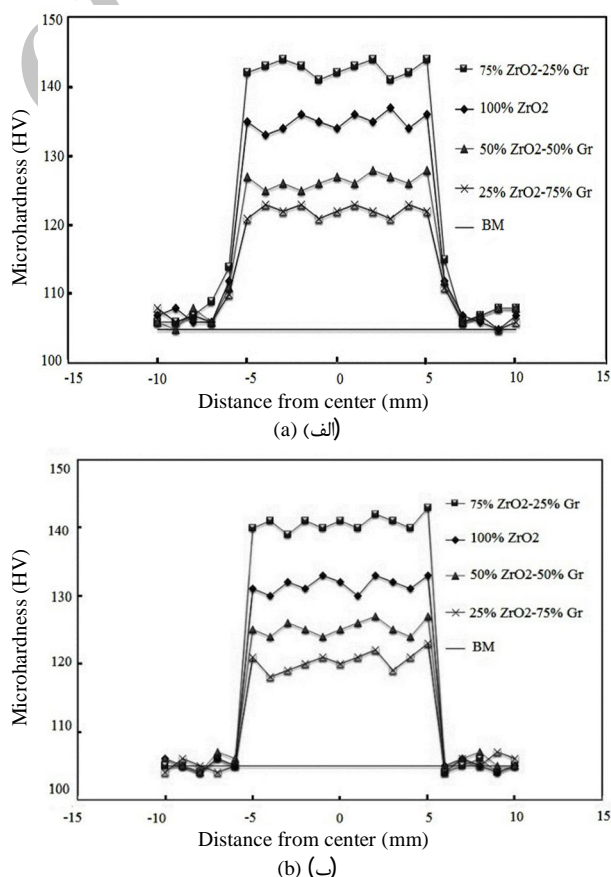 150
140
130
120
110
100
Microhardness (HV)
75% ZrO2-25% Gr
100% ZrO2
50% ZrO2-50% Gr
25% ZrO2-75% Gr
BM
-15 -10 -5 0 5 10 15
Distance from center (mm)
(a) (الف)
150
140
130
120
110
100
Microhardness (HV)
75% ZrO2-25% Gr
100% ZrO2
50% ZrO2-50% Gr
25% ZrO2-75% Gr
BM
-15 -10 -5 0 5 10 15
Distance from center (mm)
(b) (ب)